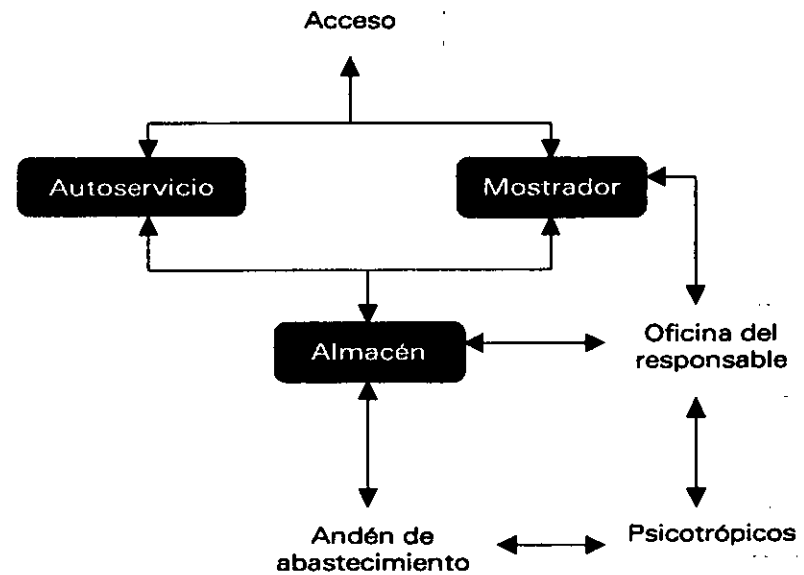 Acceso
Autoservicio
Mostrador
Almacén
Oficina del
responsable
Andén de
abastecimiento
Psicotrópicos